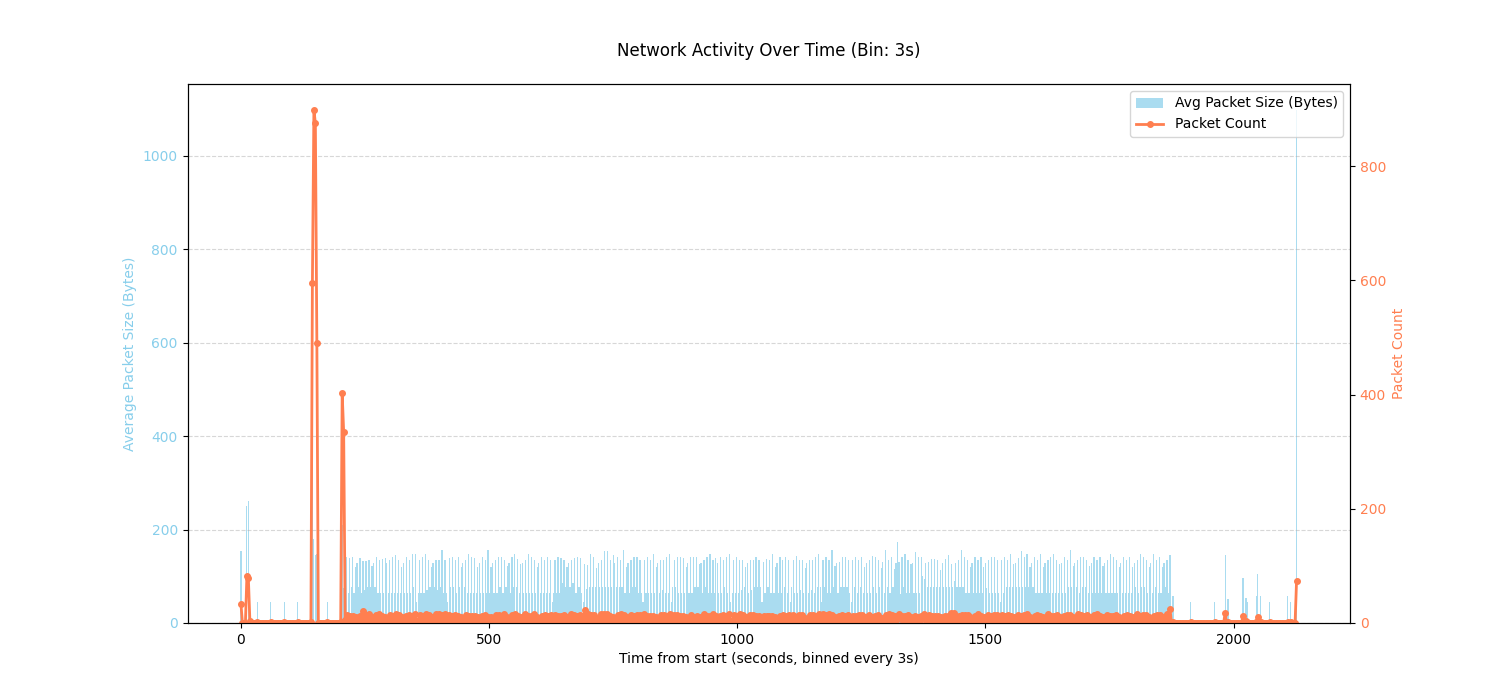 Network Activity Over Time (Bin: 3s)
Avg Packet Size (Bytes)
Packet Count
Average Packet Size (Bytes)
1000
800
600
400
200
0
800
600
400
200
0
Packet Count
0 500 1000 1500 2000
Time from start (seconds, binned every 3s)